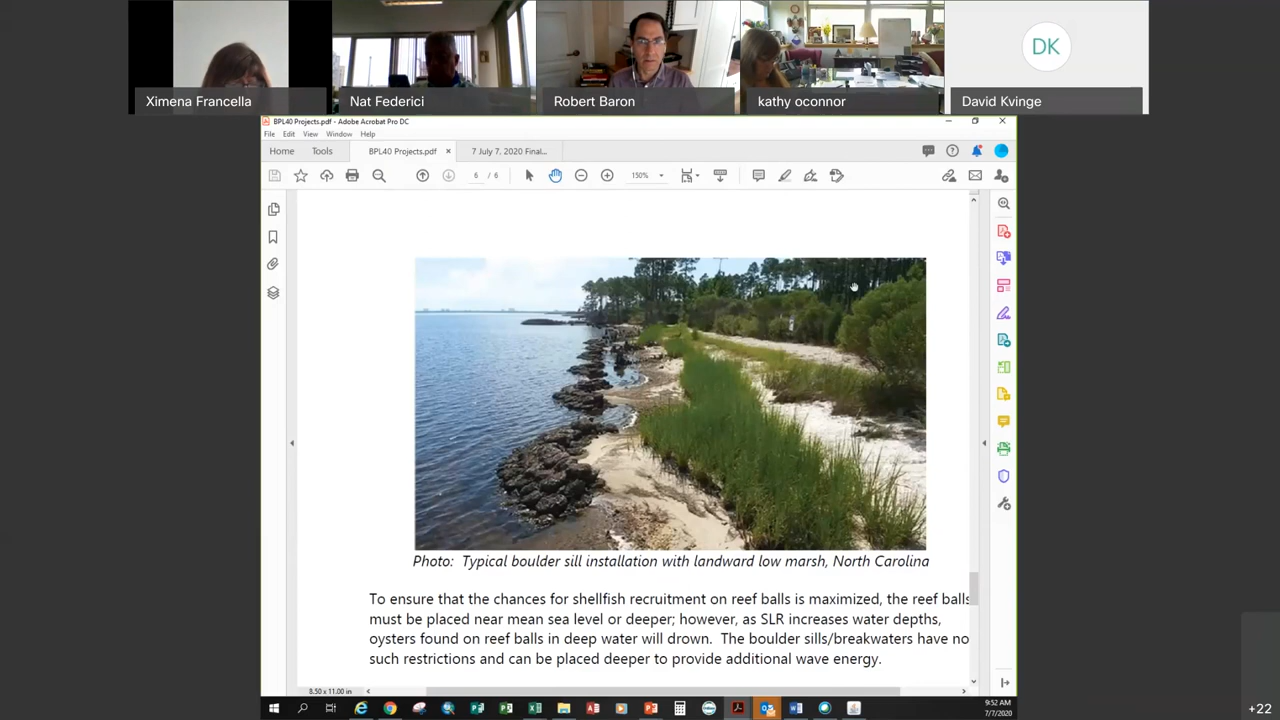 Ximena Francella
Nat Federici
Robert Baron
kathy oconnor
DK
David Kvinge
BPL40 Projects.pdf - Adobe Acrobat Pro DC
File Edit View Window Help
Home Tools BPL40 Projects.pdf × 7 July 7, 2020 Final...
6 / 6 150%
Photo: Typical boulder sill installation with landward low marsh, North Carolina
To ensure that the chances for shellfish recruitment on reef balls is maximized, the reef balls
must be placed near mean sea level or deeper; however, as SLR increases water depths,
oysters found on reef balls in deep water will drown. The boulder sills/breakwaters have no
such restrictions and can be placed deeper to provide additional wave energy.
8.50 x 11.00 in
9:52 AM
7/7/2020
+22